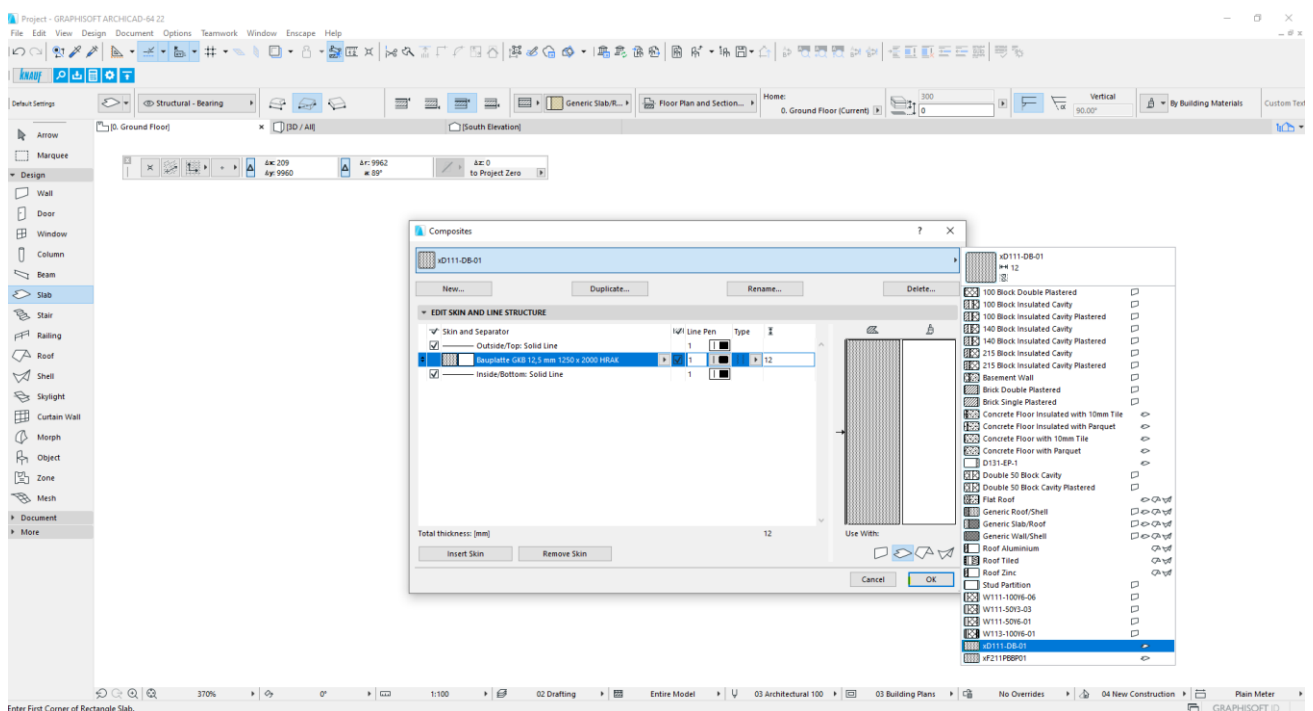 Project - GRAPHISOFT ARCHICAD-64 22
File Edit View Design Document Options Teamwork Window Enscape Help
KNAUF
Default Settings
Structural - Bearing
Generic Slab/R...
Floor Plan and Section...
Home:
0. Ground Floor (Current)
300
0
Vertical
90.00°
By Building Materials
Custom Text
[0. Ground Floor]
[3D / All]
[South Elevation]
Arrow
Marquee
Design
Wall
Door
Window
Column
Beam
Slab
Stair
Railing
Roof
Shell
Skylight
Curtain Wall
Morph
Object
Zone
Mesh
Document
More
Δx: 209
Δy: 9960
Δr: 9962
89°
Δz: 0
to Project Zero
Composites
? X
xD111-DB-01
New... Duplicate... Rename... Delete...
EDIT SKIN AND LINE STRUCTURE
Skin and Separator Line Pen Type
Outside/Top: Solid Line 1
Bauplatte GKB 12,5 mm 1250 x 2000 HRAK 1 12
Inside/Bottom: Solid Line 1
Total thickness: [mm] 12
Use With:
Insert Skin Remove Skin
Cancel OK
xD111-DB-01
12
100 Block Double Plastered
100 Block Insulated Cavity
100 Block Insulated Cavity Plastered
140 Block Insulated Cavity
140 Block Insulated Cavity Plastered
215 Block Insulated Cavity
215 Block Insulated Cavity Plastered
Basement Wall
Brick Double Plastered
Brick Single Plastered
Concrete Floor Insulated with 10mm Tile
Concrete Floor Insulated with Parquet
Concrete Floor with 10mm Tile
Concrete Floor with Parquet
D131-EP-1
Double 50 Block Cavity
Double 50 Block Cavity Plastered
Flat Roof
Generic Roof/Shell
Generic Slab/Roof
Generic Wall/Shell
Roof Aluminium
Roof Tiled
Roof Zinc
Stud Partition
W111-100Y6-06
W111-50Y3-03
W111-50Y6-01
W113-100Y6-01
xD111-DB-01
xF211PBBP01
370% 0° 1:100 02 Drafting Entire Model 03 Architectural 100 03 Building Plans No Overrides 04 New Construction Plain Meter
Enter First Corner of Rectangle Slab.
GRAPHISOFT ID